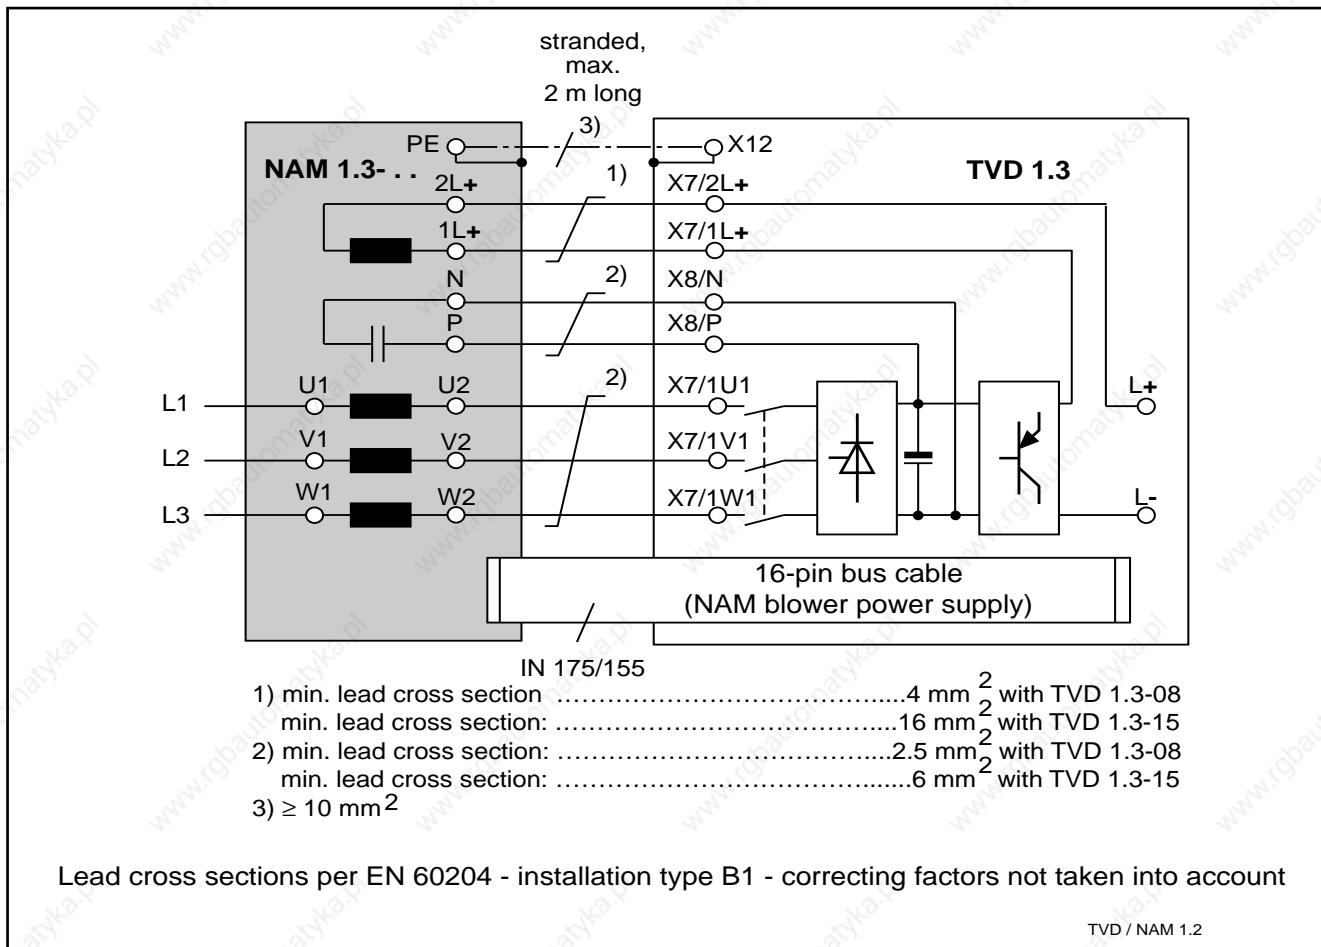 stranded,
max.
2 m long
3)
PE
X12
NAM 1.3- . .
TVD 1.3
1)
2L+
X7/2L+
1L+
X7/1L+
N
2)
X8/N
P
X8/P
U1
U2
2)
X7/1U1
L+
L1
V1
V2
X7/1V1
L2
W1
W2
X7/1W1
L-
L3
16-pin bus cable
(NAM blower power supply)
IN 175/155
1) min. lead cross section ……………………………….....4 mm² with TVD 1.3-08
min. lead cross section: ……………………………....16 mm² with TVD 1.3-15
2) min. lead cross section: ……………………………....2.5 mm² with TVD 1.3-08
min. lead cross section: …………………………….......6 mm² with TVD 1.3-15
3) ≥ 10 mm²
Lead cross sections per EN 60204 - installation type B1 - correcting factors not taken into account
TVD / NAM 1.2
www.rgbautomatyka.pl